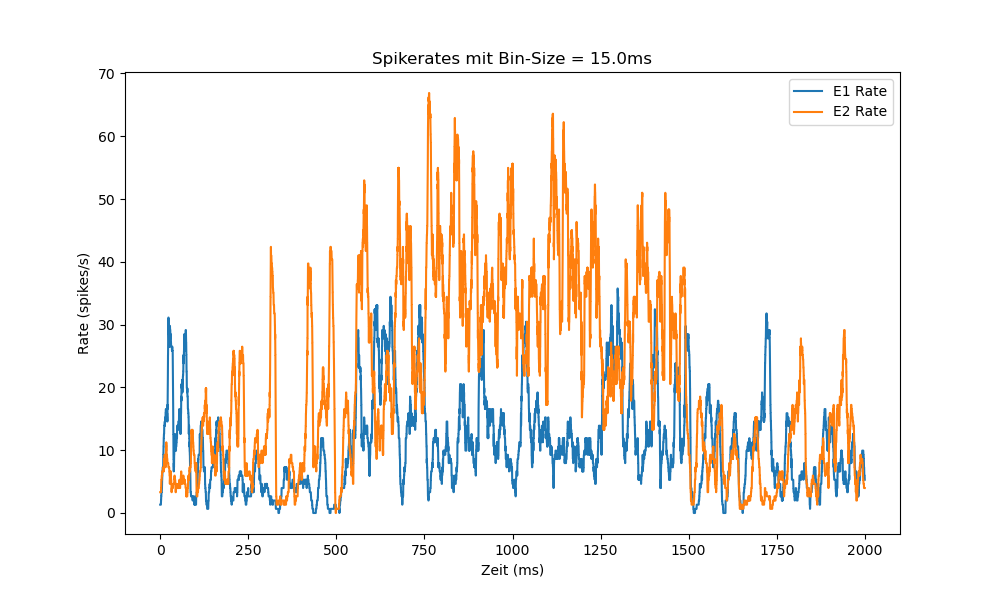 Spikerates mit Bin-Size = 15.0ms
E1 Rate
E2 Rate
Rate (spikes/s)
70
60
50
40
30
20
10
0
0 250 500 750 1000 1250 1500 1750 2000
Zeit (ms)